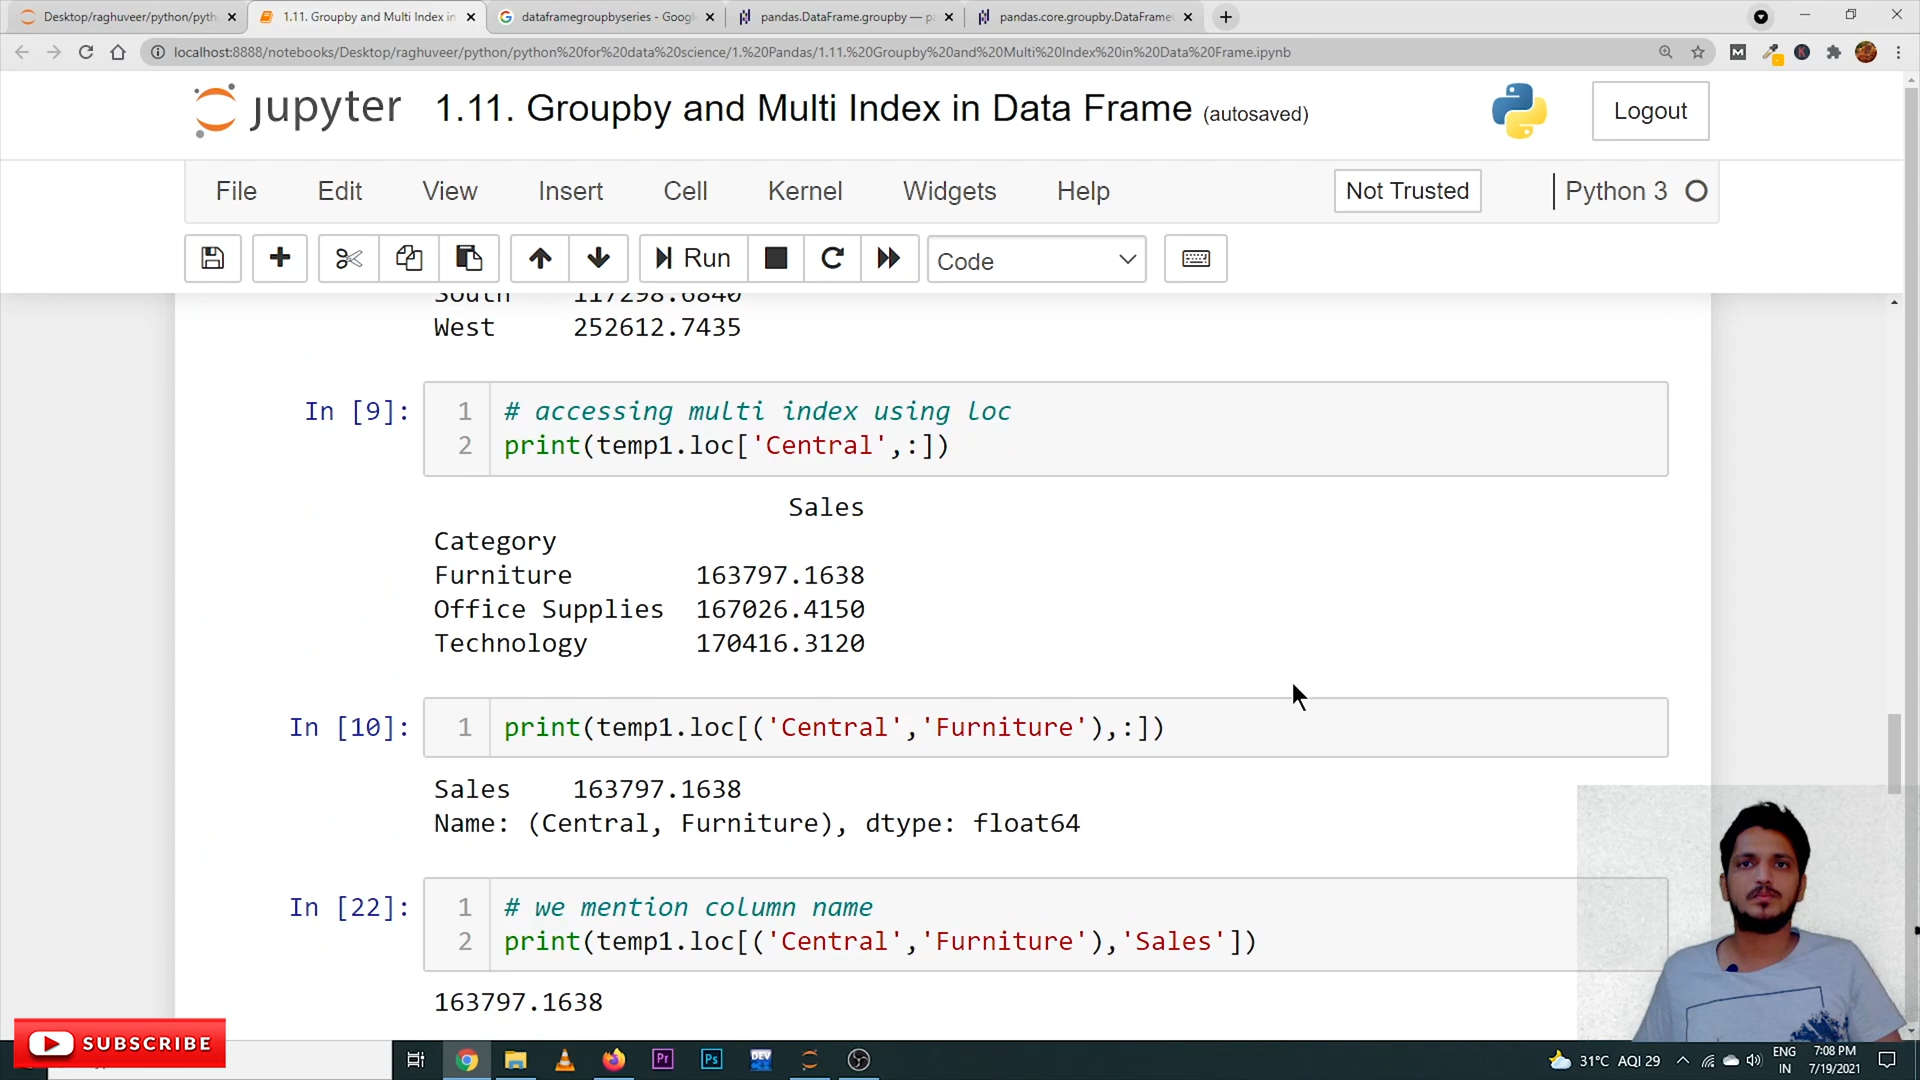 Desktop/raghuveer/python/pyth
1.11. Groupby and Multi Index in
dataframegroupbyseries - Goog
pandas.DataFrame.groupby — p
pandas.core.groupby.DataFrame
localhost:8888/notebooks/Desktop/raghuveer/python/python%20for%20data%20science/1.%20Pandas/1.11.%20Groupby%20and%20Multi%20Index%20in%20Data%20Frame.ipynb
jupyter 1.11. Groupby and Multi Index in Data Frame (autosaved)
Logout
File Edit View Insert Cell Kernel Widgets Help Not Trusted Python 3
Run Code
South 117298.6840
West 252612.7435
In [9]: 1 # accessing multi index using loc
2 print(temp1.loc['Central',:])
Sales
Category
Furniture 163797.1638
Office Supplies 167026.4150
Technology 170416.3120
In [10]: 1 print(temp1.loc[('Central','Furniture'),:])
Sales 163797.1638
Name: (Central, Furniture), dtype: float64
In [22]: 1 # we mention column name
2 print(temp1.loc[('Central','Furniture'),'Sales'])
163797.1638
SUBSCRIBE
Pr Ps DEV
31°C AQI 29
ENG
IN
7:08 PM
7/19/2021